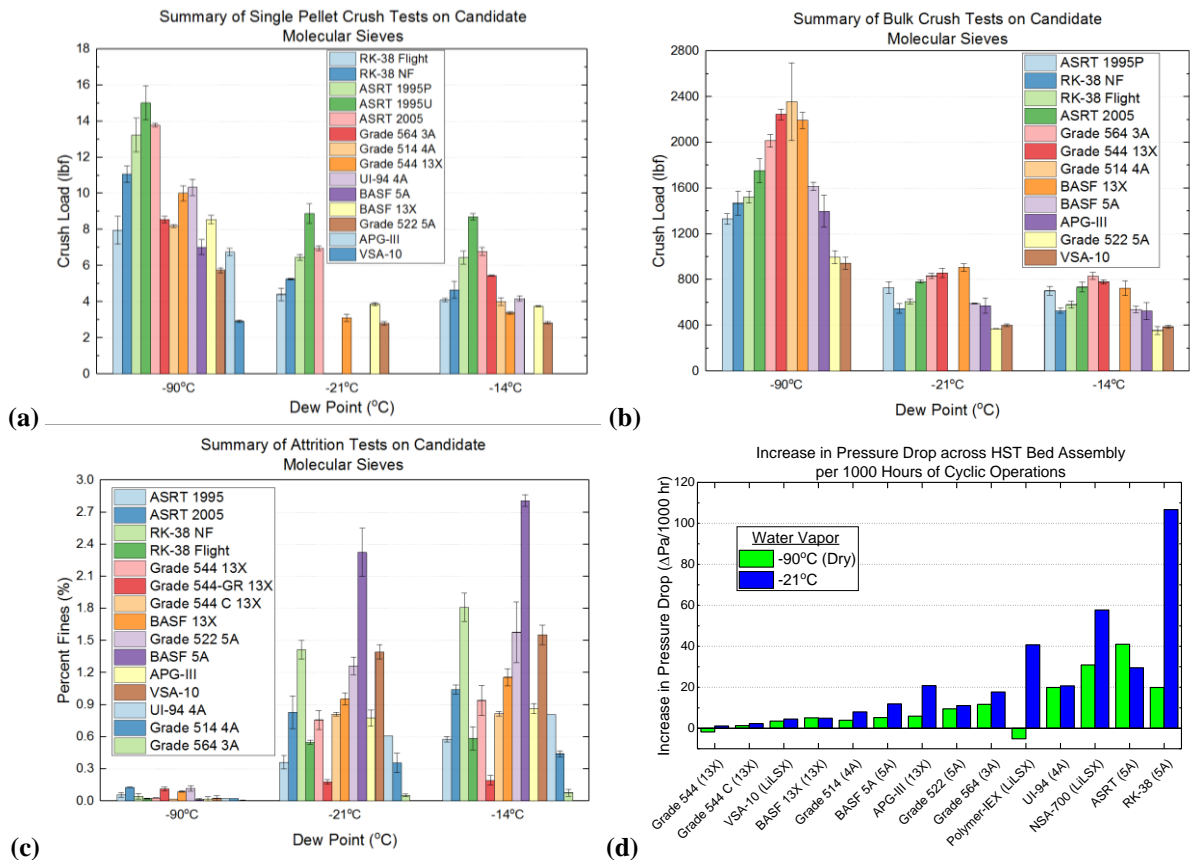 Summary of Single Pellet Crush Tests on Candidate
Molecular Sieves
Crush Load (lbf)
18
16
14
12
10
8
6
4
2
0
RK-38 Flight
RK-38 NF
ASRT 1995P
ASRT 1995U
ASRT 2005
Grade 564 3A
Grade 514 4A
Grade 544 13X
UI-94 4A
BASF 5A
BASF 13X
Grade 522 5A
APG-III
VSA-10
-90°C
-21°C
-14°C
Dew Point (°C)
(a)
Summary of Bulk Crush Tests on Candidate
Molecular Sieves
Crush Load (lbf)
2800
2400
2000
1600
1200
800
400
0
ASRT 1995P
RK-38 NF
RK-38 Flight
ASRT 2005
Grade 564 3A
Grade 544 13X
Grade 514 4A
BASF 13X
BASF 5A
APG-III
Grade 522 5A
VSA-10
-90°C
-21°C
-14°C
Dew Point (°C)
(b)
Summary of Attrition Tests on Candidate
Molecular Sieves
Percent Fines (%)
3.0
2.7
2.4
2.1
1.8
1.5
1.2
0.9
0.6
0.3
0.0
ASRT 1995
ASRT 2005
RK-38 NF
RK-38 Flight
Grade 544 13X
Grade 544-GR 13X
Grade 544 C 13X
BASF 13X
Grade 522 5A
BASF 5A
APG-III
VSA-10
UI-94 4A
Grade 514 4A
Grade 564 3A
-90°C
-21°C
-14°C
Dew Point (°C)
(c)
Increase in Pressure Drop across HST Bed Assembly
per 1000 Hours of Cyclic Operations
Increase in Pressure Drop (ΔPa/1000 hr)
120
100
80
60
40
20
0
Water Vapor
-90°C (Dry)
-21°C
Grade 544 (13X)
Grade 544 C (13X)
VSA-10 (LiLSX)
BASF 13X (13X)
Grade 514 (4A)
BASF 5A (5A)
APG-III (13X)
Grade 522 (5A)
Grade 564 (3A)
Polymer-IEX (LiLSX)
UI-94 (4A)
NSA-700 (LiLSX)
ASRT (5A)
RK-38 (5A)
(d)